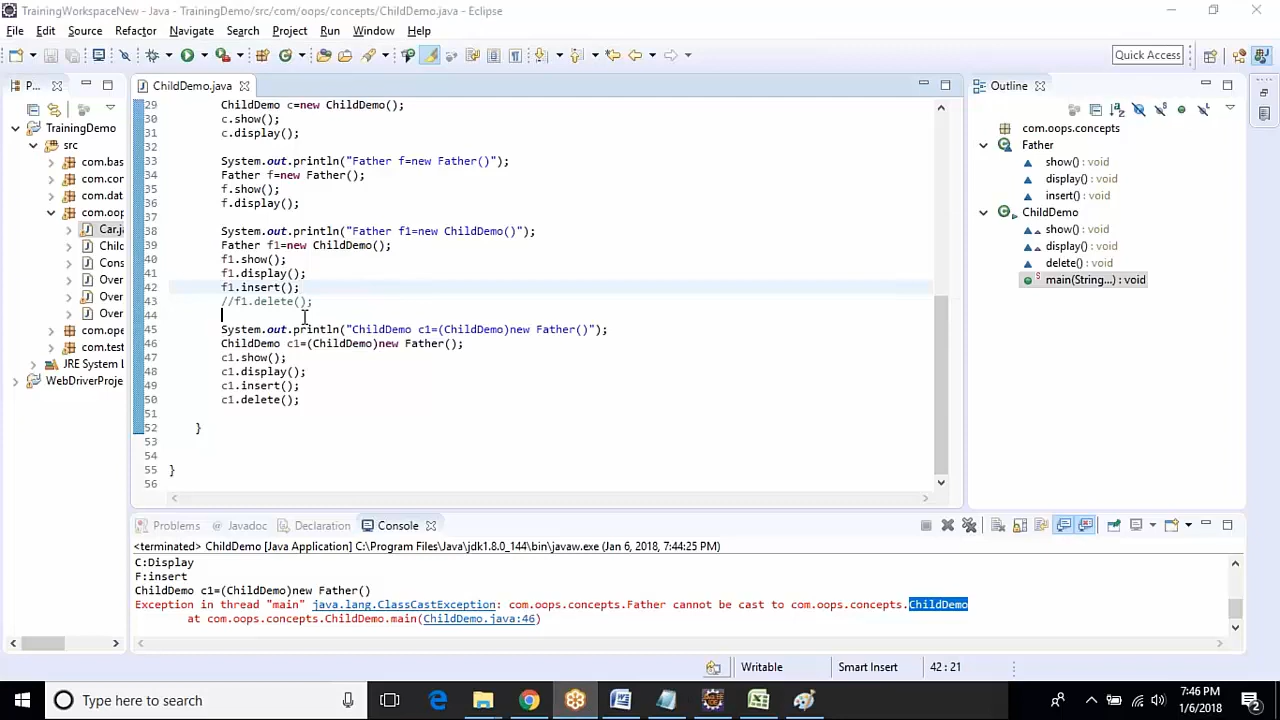 TrainingWorkspaceNew - Java - TrainingDemo/src/com/oops/concepts/ChildDemo.java - Eclipse
File Edit Source Refactor Navigate Search Project Run Window Help
Quick Access
P...
TrainingDemo
src
com.bas
com.cor
com.dat
com.oop
Car.j
Child
Cons
Over
Over
Over
com.ope
com.test
JRE System L
WebDriverProje
ChildDemo.java
29 ChildDemo c=new ChildDemo();
30 c.show();
31 c.display();
32
33 System.out.println("Father f=new Father()");
34 Father f=new Father();
35 f.show();
36 f.display();
37
38 System.out.println("Father f1=new ChildDemo()");
39 Father f1=new ChildDemo();
40 f1.show();
41 f1.display();
42 f1.insert();
43 //f1.delete();
44
45 System.out.println("ChildDemo c1=(ChildDemo)new Father()");
46 ChildDemo c1=(ChildDemo)new Father();
47 c1.show();
48 c1.display();
49 c1.insert();
50 c1.delete();
51
52 }
53
54
55 }
56
Outline
com.oops.concepts
Father
show() : void
display() : void
insert() : void
ChildDemo
show() : void
display() : void
delete() : void
main(String...) : void
Problems @ Javadoc Declaration Console
<terminated> ChildDemo [Java Application] C:\Program Files\Java\jdk1.8.0_144\bin\javaw.exe (Jan 6, 2018, 7:44:25 PM)
C:Display
F:insert
ChildDemo c1=(ChildDemo)new Father()
Exception in thread "main" java.lang.ClassCastException: com.oops.concepts.Father cannot be cast to com.oops.concepts.ChildDemo
at com.oops.concepts.ChildDemo.main(ChildDemo.java:46)
Writable Smart Insert 42 : 21
Type here to search
7:46 PM
1/6/2018
2